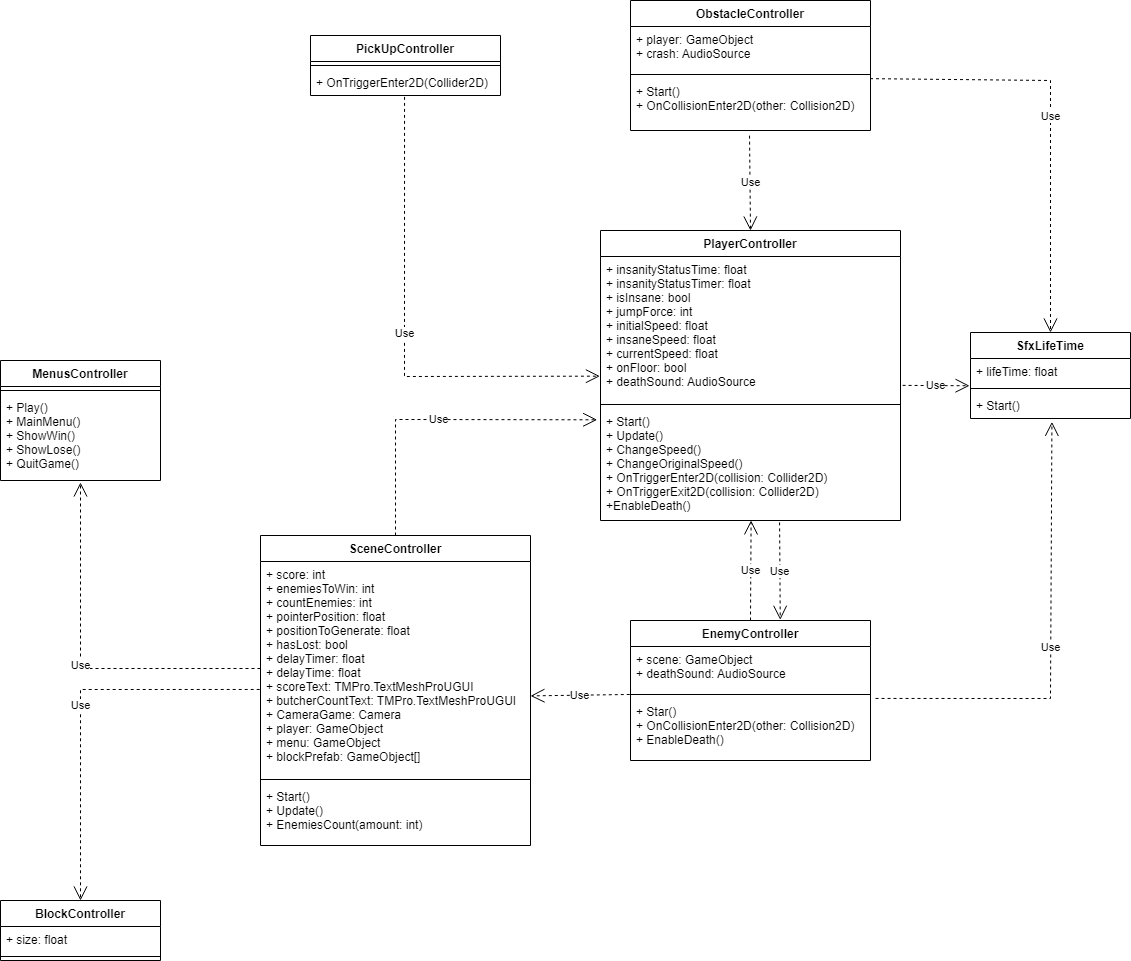 ObstacleController
+ player: GameObject
+ crash: AudioSource
+ Start()
+ OnCollisionEnter2D(other: Collision2D)
PickUpController
+ OnTriggerEnter2D(Collider2D)
Use
Use
PlayerController
+ insanityStatusTime: float
+ insanityStatusTimer: float
+ isInsane: bool
+ jumpForce: int
+ initialSpeed: float
+ insaneSpeed: float
+ currentSpeed: float
+ onFloor: bool
+ deathSound: AudioSource
+ Start()
+ Update()
+ ChangeSpeed()
+ ChangeOriginalSpeed()
+ OnTriggerEnter2D(collision: Collider2D)
+ OnTriggerExit2D(collision: Collider2D)
+EnableDeath()
Use
SfxLifeTime
+ lifeTime: float
+ Start()
Use
MenusController
+ Play()
+ MainMenu()
+ ShowWin()
+ ShowLose()
+ QuitGame()
Use
SceneController
+ score: int
+ enemiesToWin: int
+ countEnemies: int
+ pointerPosition: float
+ positionToGenerate: float
+ hasLost: bool
+ delayTimer: float
+ delayTime: float
+ scoreText: TMPro.TextMeshProUGUI
+ butcherCountText: TMPro.TextMeshProUGUI
+ CameraGame: Camera
+ player: GameObject
+ menu: GameObject
+ blockPrefab: GameObject[]
+ Start()
+ Update()
+ EnemiesCount(amount: int)
Use
Use
EnemyController
+ scene: GameObject
+ deathSound: AudioSource
+ Star()
+ OnCollisionEnter2D(other: Collision2D)
+ EnableDeath()
Use
Use
Use
Use
BlockController
+ size: float